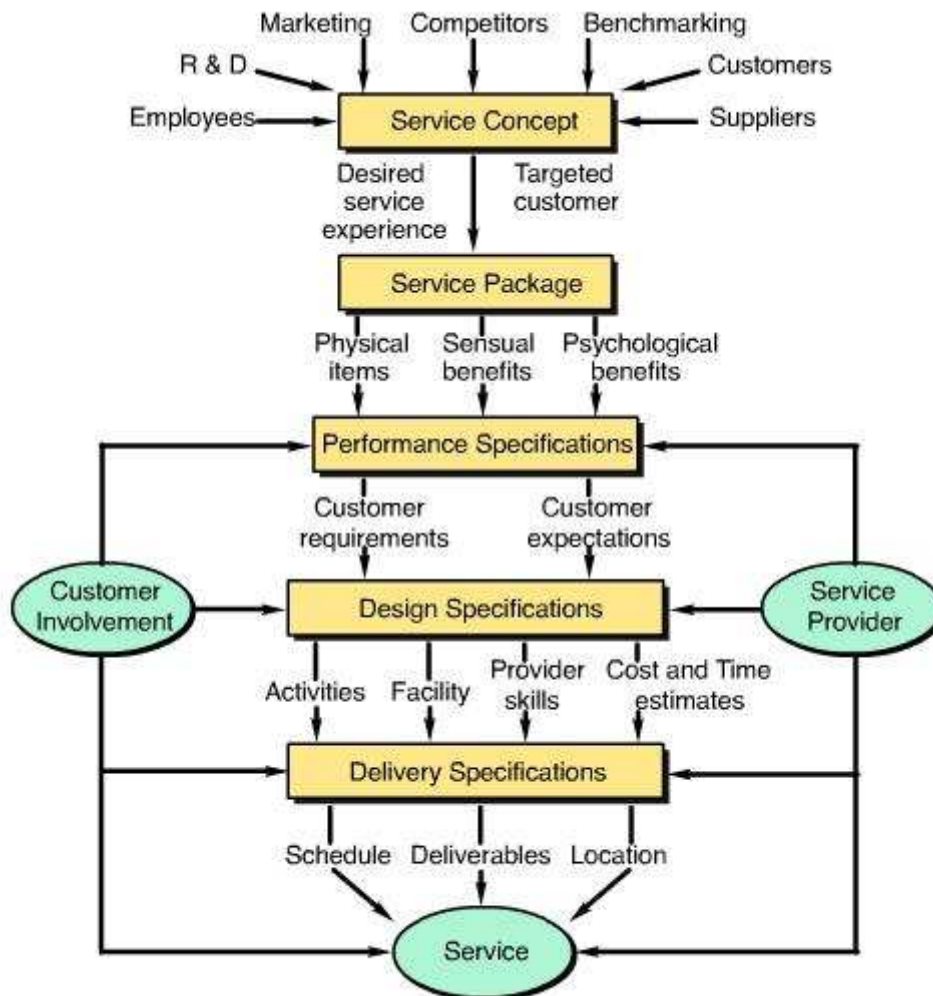 Marketing Competitors Benchmarking
R & D Customers
Employees Service Concept Suppliers
Desired Targeted
service customer
experience
Service Package
Physical Sensual Psychological
items benefits benefits
Performance Specifications
Customer Customer
requirements expectations
Customer Design Specifications Service
Involvement Provider
Activities Facility Provider Cost and Time
skills estimates
Delivery Specifications
Schedule Deliverables Location
Service